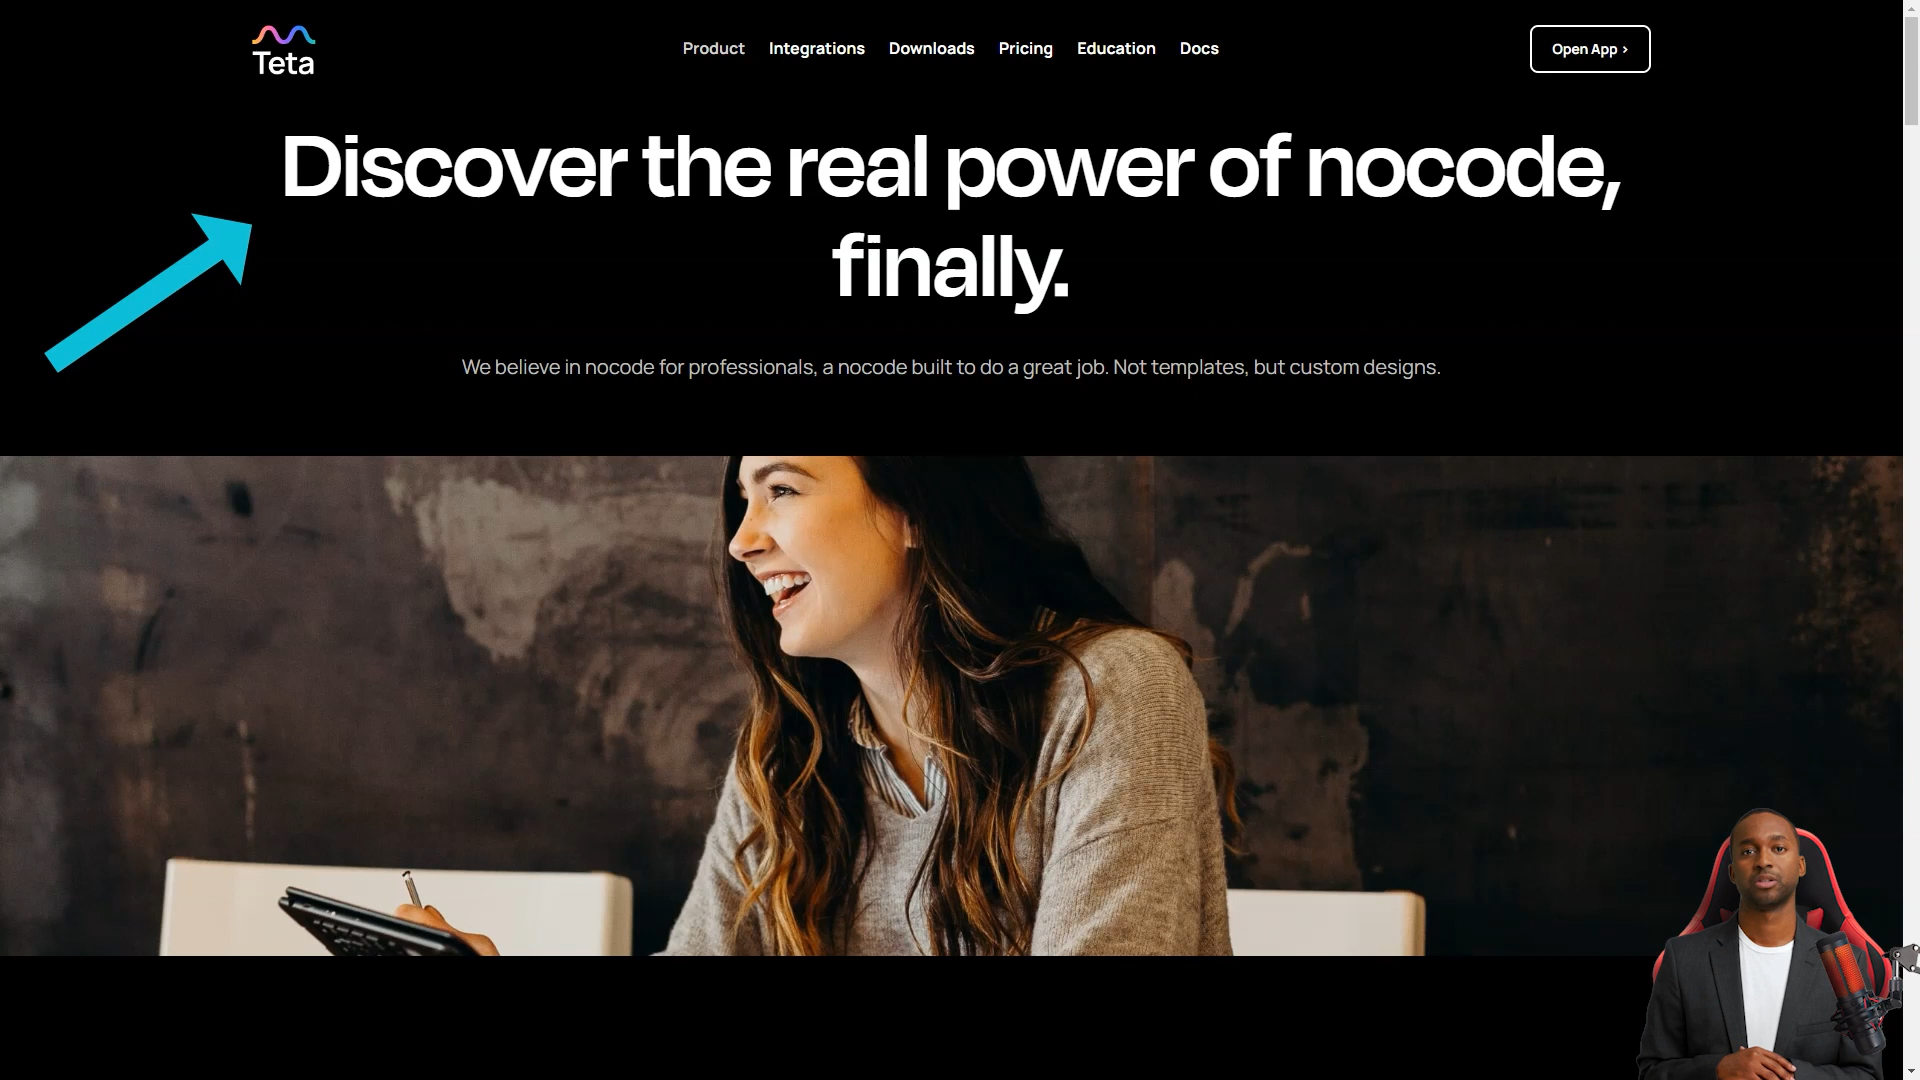 Teta
Product Integrations Downloads Pricing Education Docs
Open App ›
Discover the real power of nocode,
finally.
We believe in nocode for professionals, a nocode built to do a great job. Not templates, but custom designs.